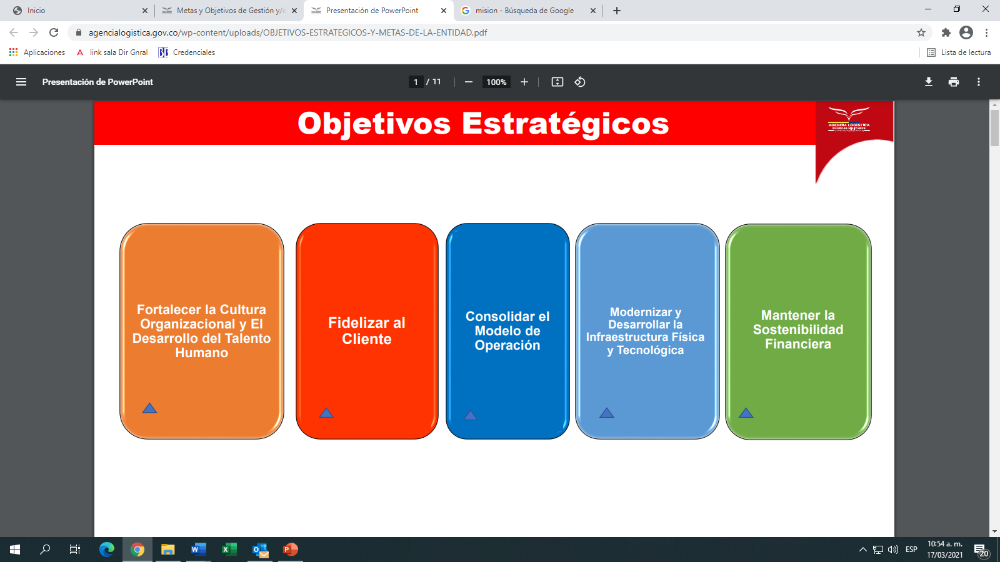 Inicio
Metas y Objetivos de Gestión y/o
Presentación de PowerPoint
mision - Búsqueda de Google
agencialogistica.gov.co/wp-content/uploads/OBJETIVOS-ESTRATEGICOS-Y-METAS-DE-LA-ENTIDAD.pdf
Aplicaciones
link sala Dir Gnral
Credenciales
Lista de lectura
Presentación de PowerPoint
1 / 11
100%
Objetivos Estratégicos
AGENCIA LOGÍSTICA
FUERZAS MILITARES
Fortalecer la Cultura
Organizacional y El
Desarrollo del Talento
Humano
Fidelizar al
Cliente
Consolidar el
Modelo de
Operación
Modernizar y
Desarrollar la
Infraestructura Física
y Tecnológica
Mantener la
Sostenibilidad
Financiera
ESP
10:54 a. m.
17/03/2021
20